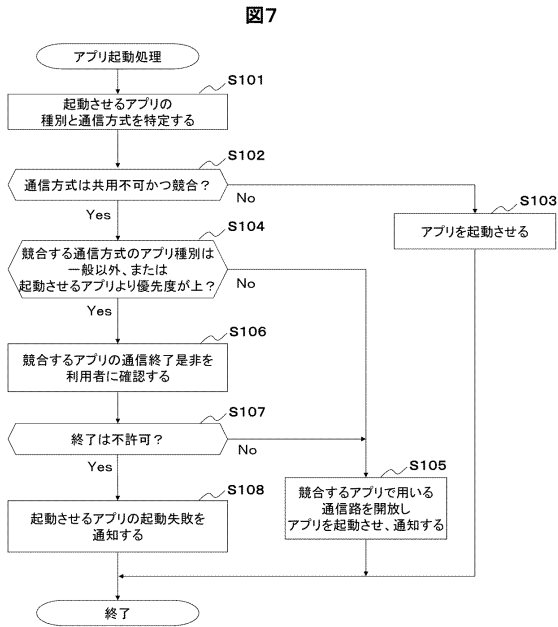 図7
アプリ起動処理
S101
起動させるアプリの
種別と通信方式を特定する
S102
通信方式は共用不可かつ競合？
No
Yes
S103
アプリを起動させる
S104
競合する通信方式のアプリ種別は
一般以外、または
起動させるアプリより優先度が上？
No
Yes
S106
競合するアプリの通信終了是非を
利用者に確認する
S107
終了は不許可？
No
Yes
S105
競合するアプリで用いる
通信路を開放し
アプリを起動させ、通知する
S108
起動させるアプリの起動失敗を
通知する
終了